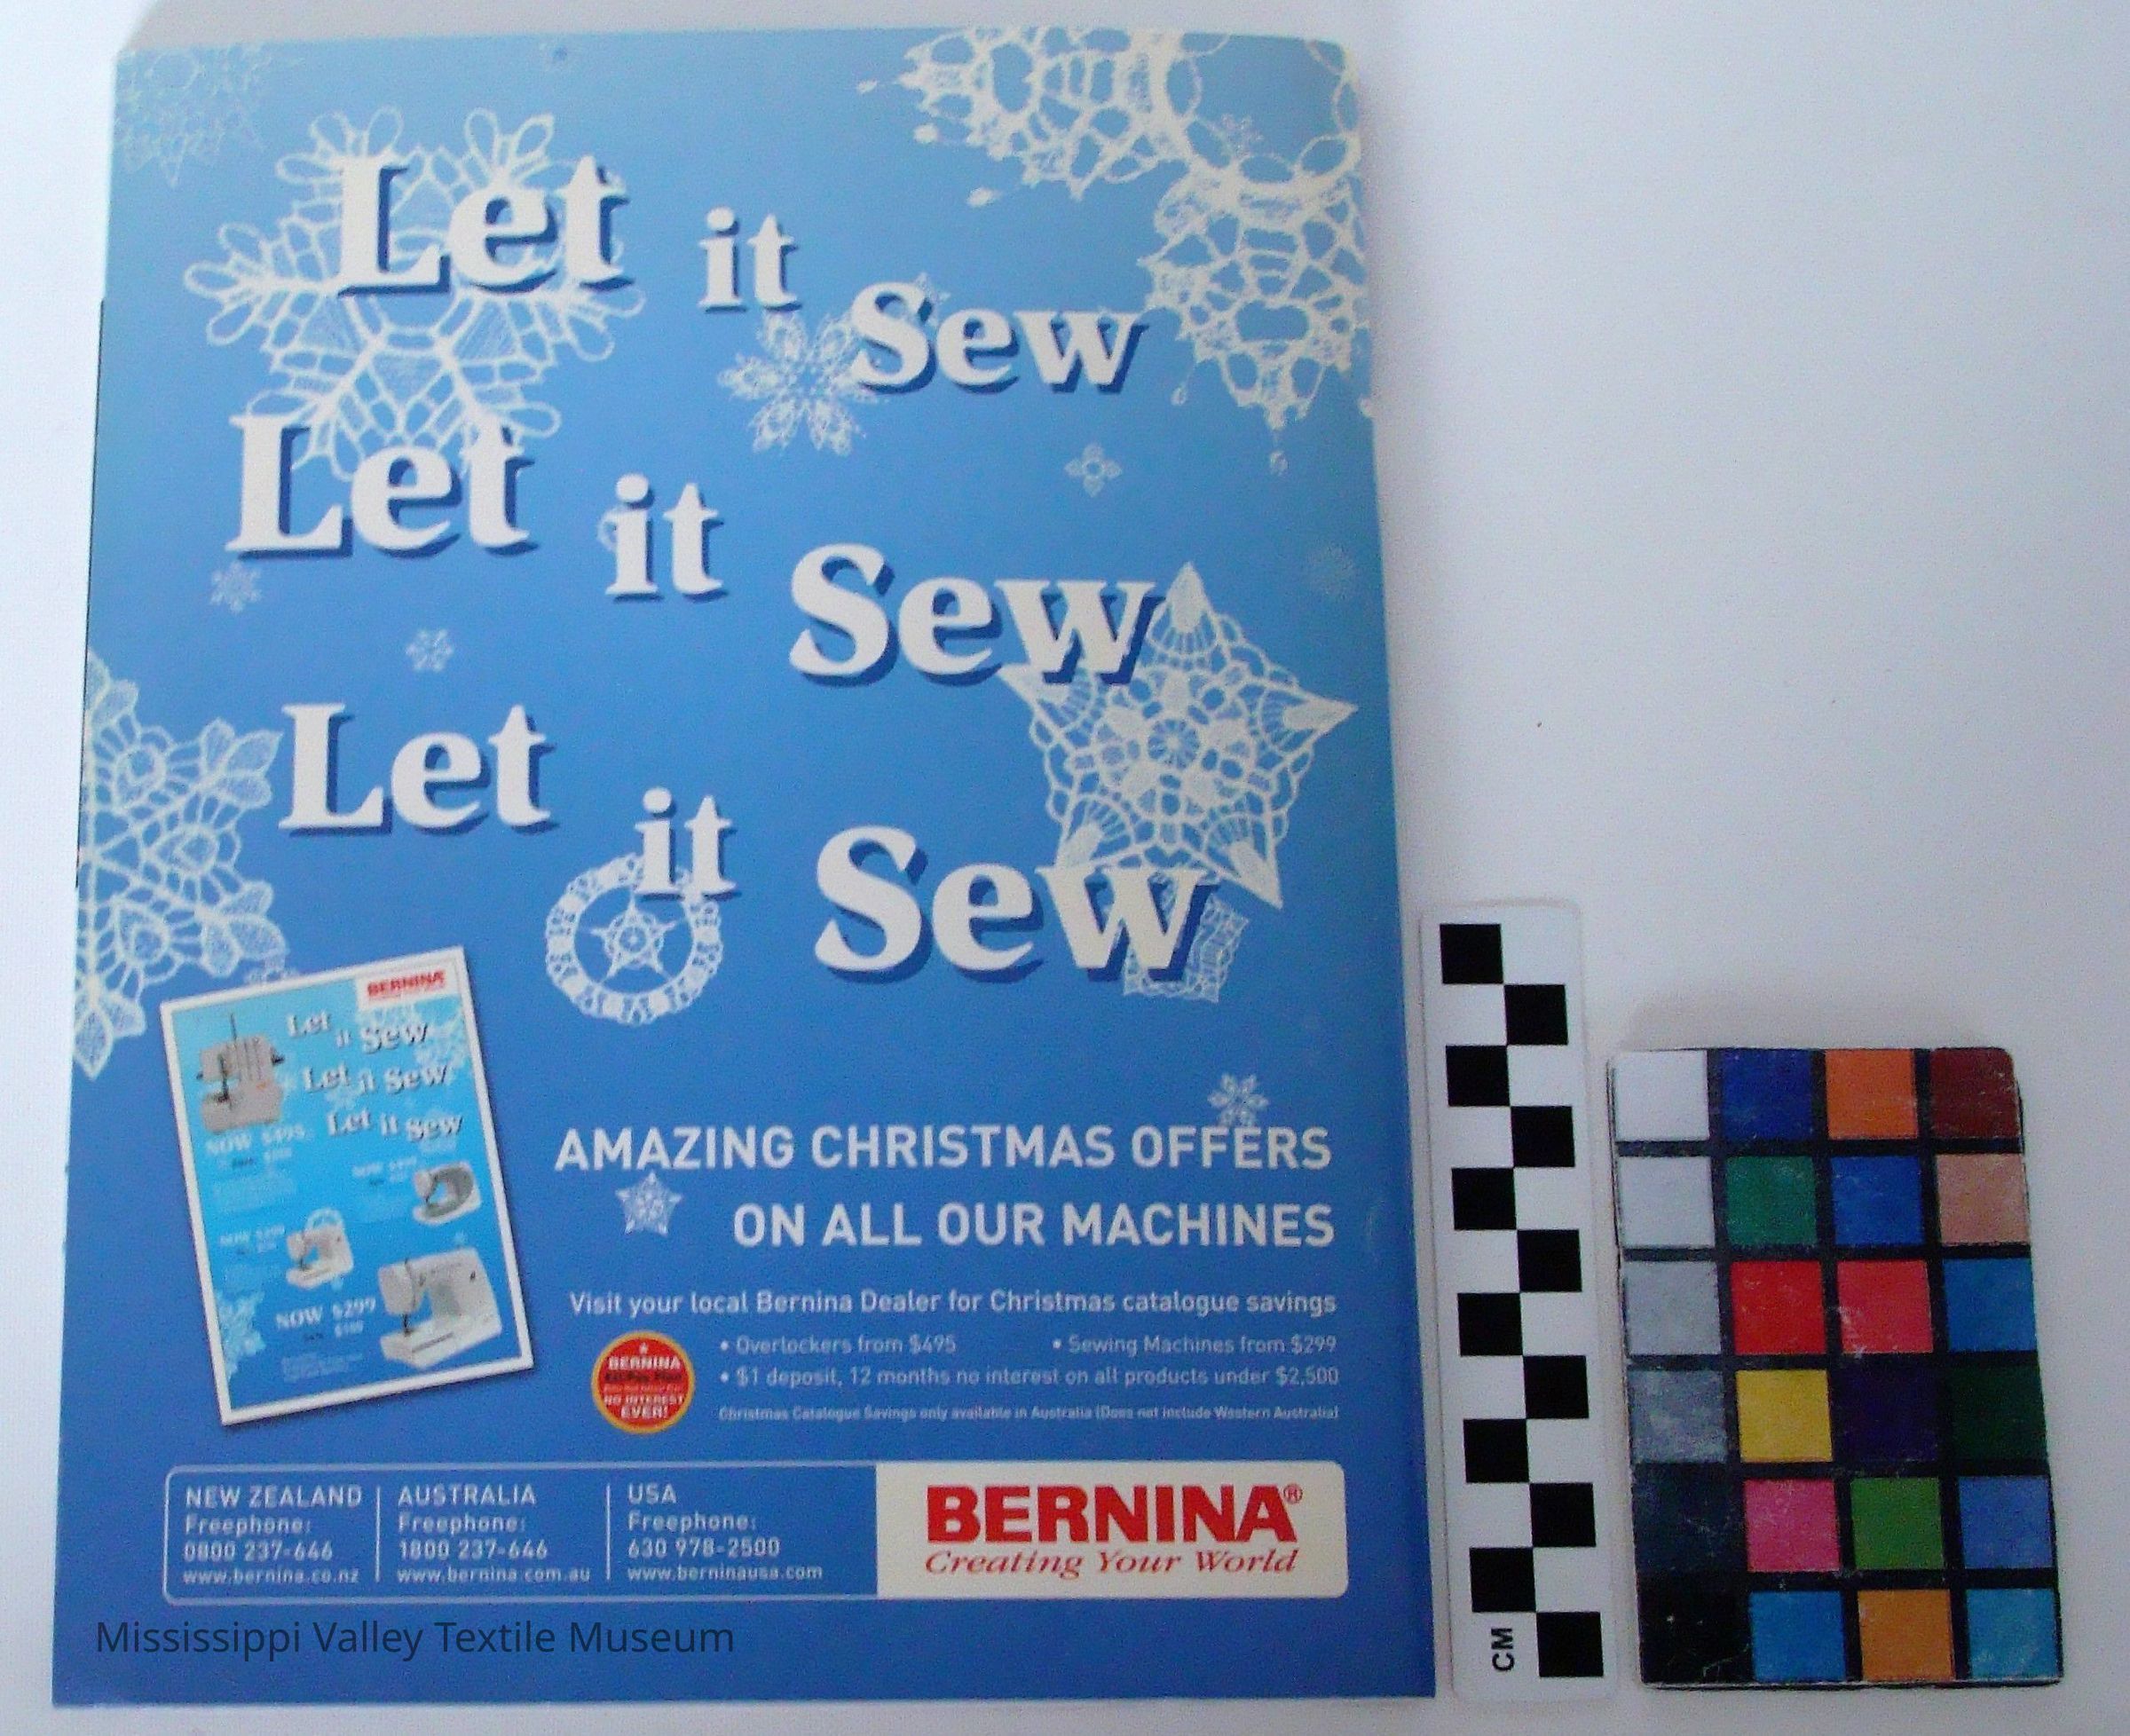 Let it Sew
Let it Sew
Let it Sew
BERNINA
Let it Sew
Let it Sew
Let it Sew
NOW $495
NOW $299
NOW $299
AMAZING CHRISTMAS OFFERS
ON ALL OUR MACHINES
Visit your local Bernina Dealer for Christmas catalogue savings
• Overlockers from $495 • Sewing Machines from $299
• $1 deposit, 12 months no interest on all products under $2,500
Christmas Catalogue Savings only available in Australia (Does not include Western Australia)
BERNINA
NO INTEREST
EVER!
NEW ZEALAND
Freephone:
0800 237-646
www.bernina.co.nz
AUSTRALIA
Freephone:
1800 237-646
www.bernina.com.au
USA
Freephone:
630 978-2500
www.berninausa.com
BERNINA®
Creating Your World
CM
Mississippi Valley Textile Museum